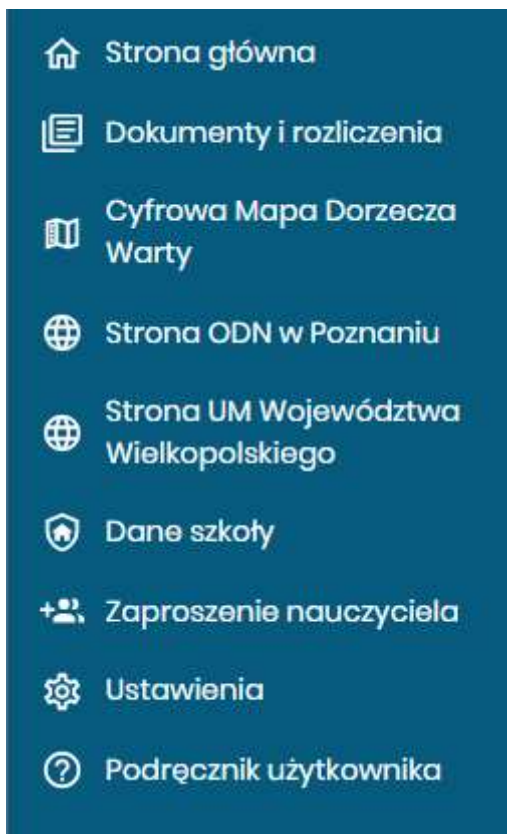 Strona główna
Dokumenty i rozliczenia
Cyfrowa Mapa Dorzecza
Warty
Strona ODN w Poznaniu
Strona UM Województwa
Wielkopolskiego
Dane szkoły
Zaproszenie nauczyciela
Ustawienia
Podręcznik użytkownika